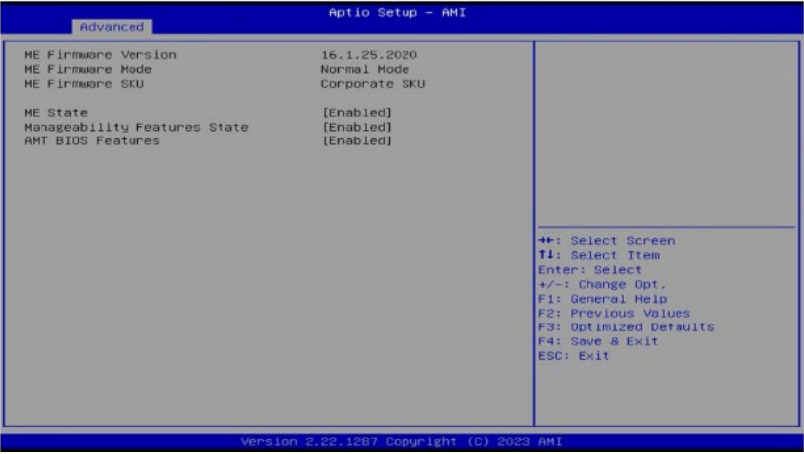 Aptio Setup - AMI
Advanced
ME Firmware Version 16.1.25.2020
ME Firmware Mode Normal Mode
ME Firmware SKU Corporate SKU
ME State [Enabled]
Manageability Features State [Enabled]
AMT BIOS Features [Enabled]
→←: Select Screen
↑↓: Select Item
Enter: Select
+/-: Change Opt.
F1: General Help
F2: Previous Values
F3: Optimized Defaults
F4: Save & Exit
ESC: Exit
Version 2.22.1287 Copyright (C) 2023 AMI